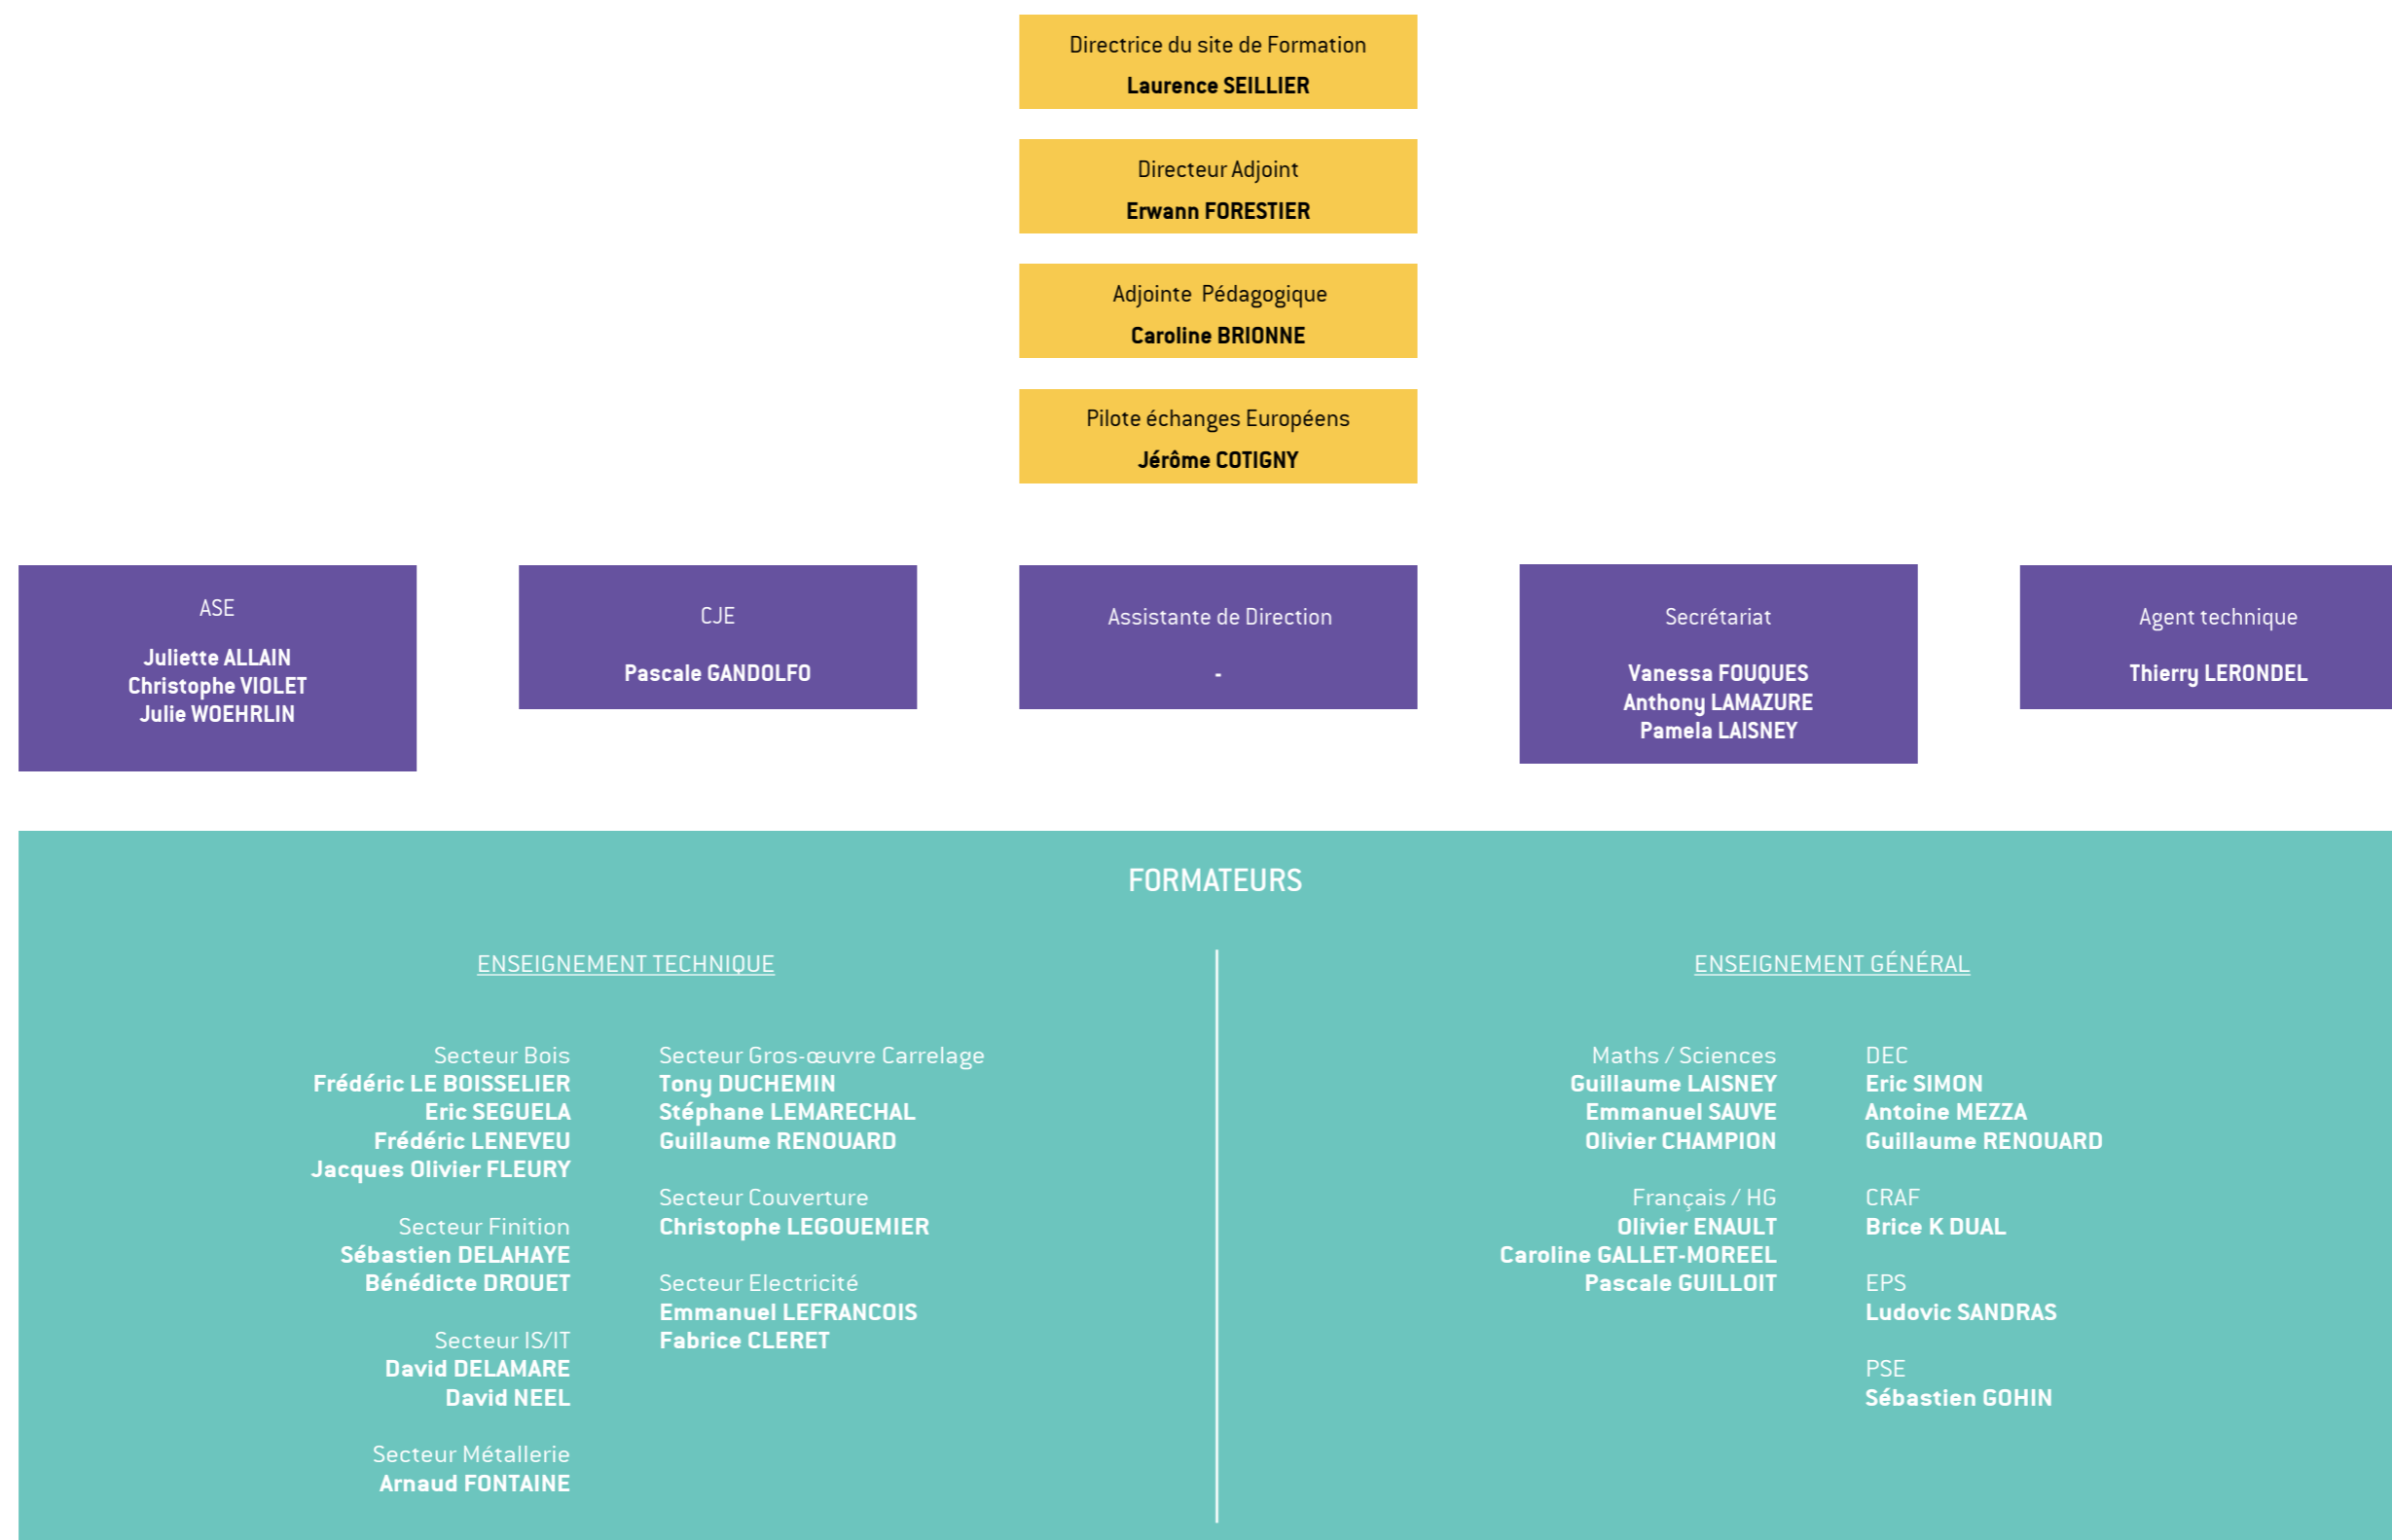 Directrice du site de Formation
Laurence SEILLIER
Directeur Adjoint
Erwann FORESTIER
Adjointe Pédagogique
Caroline BRIONNE
Pilote échanges Européens
Jérôme COTIGNY
ASE
Juliette ALLAIN
Christophe VIOLET
Julie WOEHRLIN
CJE
Pascale GANDOLFO
Assistante de Direction
-
Secrétariat
Vanessa FOUQUES
Anthony LAMAZURE
Pamela LAISNEY
Agent technique
Thierry LERONDEL
FORMATEURS
ENSEIGNEMENT TECHNIQUE
Secteur Bois
Frédéric LE BOISSELIER
Eric SEGUELA
Frédéric LENEVEU
Jacques Olivier FLEURY
Secteur Finition
Sébastien DELAHAYE
Bénédicte DROUET
Secteur IS/IT
David DELAMARE
David NEEL
Secteur Métallerie
Arnaud FONTAINE
Secteur Gros-œuvre Carrelage
Tony DUCHEMIN
Stéphane LEMARECHAL
Guillaume RENOUARD
Secteur Couverture
Christophe LEGOUEMIER
Secteur Electricité
Emmanuel LEFRANCOIS
Fabrice CLERET
ENSEIGNEMENT GÉNÉRAL
Maths / Sciences
Guillaume LAISNEY
Emmanuel SAUVE
Olivier CHAMPION
Français / HG
Olivier ENAULT
Caroline GALLET-MOREEL
Pascale GUILLOIT
DEC
Eric SIMON
Antoine MEZZA
Guillaume RENOUARD
CRAF
Brice K DUAL
EPS
Ludovic SANDRAS
PSE
Sébastien GOHIN